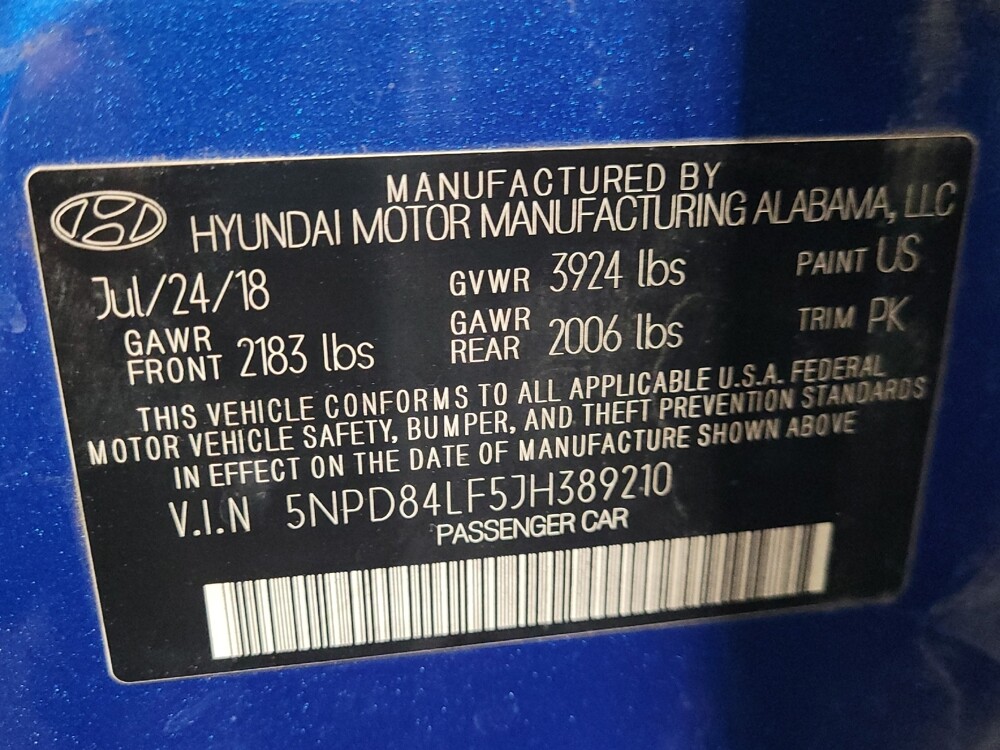 MANUFACTURED BY
HYUNDAI MOTOR MANUFACTURING ALABAMA, LLC
Jul/24/18 GVWR 3924 lbs PAINT US
GAWR FRONT 2183 lbs GAWR REAR 2006 lbs TRIM PK
THIS VEHICLE CONFORMS TO ALL APPLICABLE U.S.A. FEDERAL
MOTOR VEHICLE SAFETY, BUMPER, AND THEFT PREVENTION STANDARDS
IN EFFECT ON THE DATE OF MANUFACTURE SHOWN ABOVE
V.I.N 5NPD84LF5JH389210
PASSENGER CAR